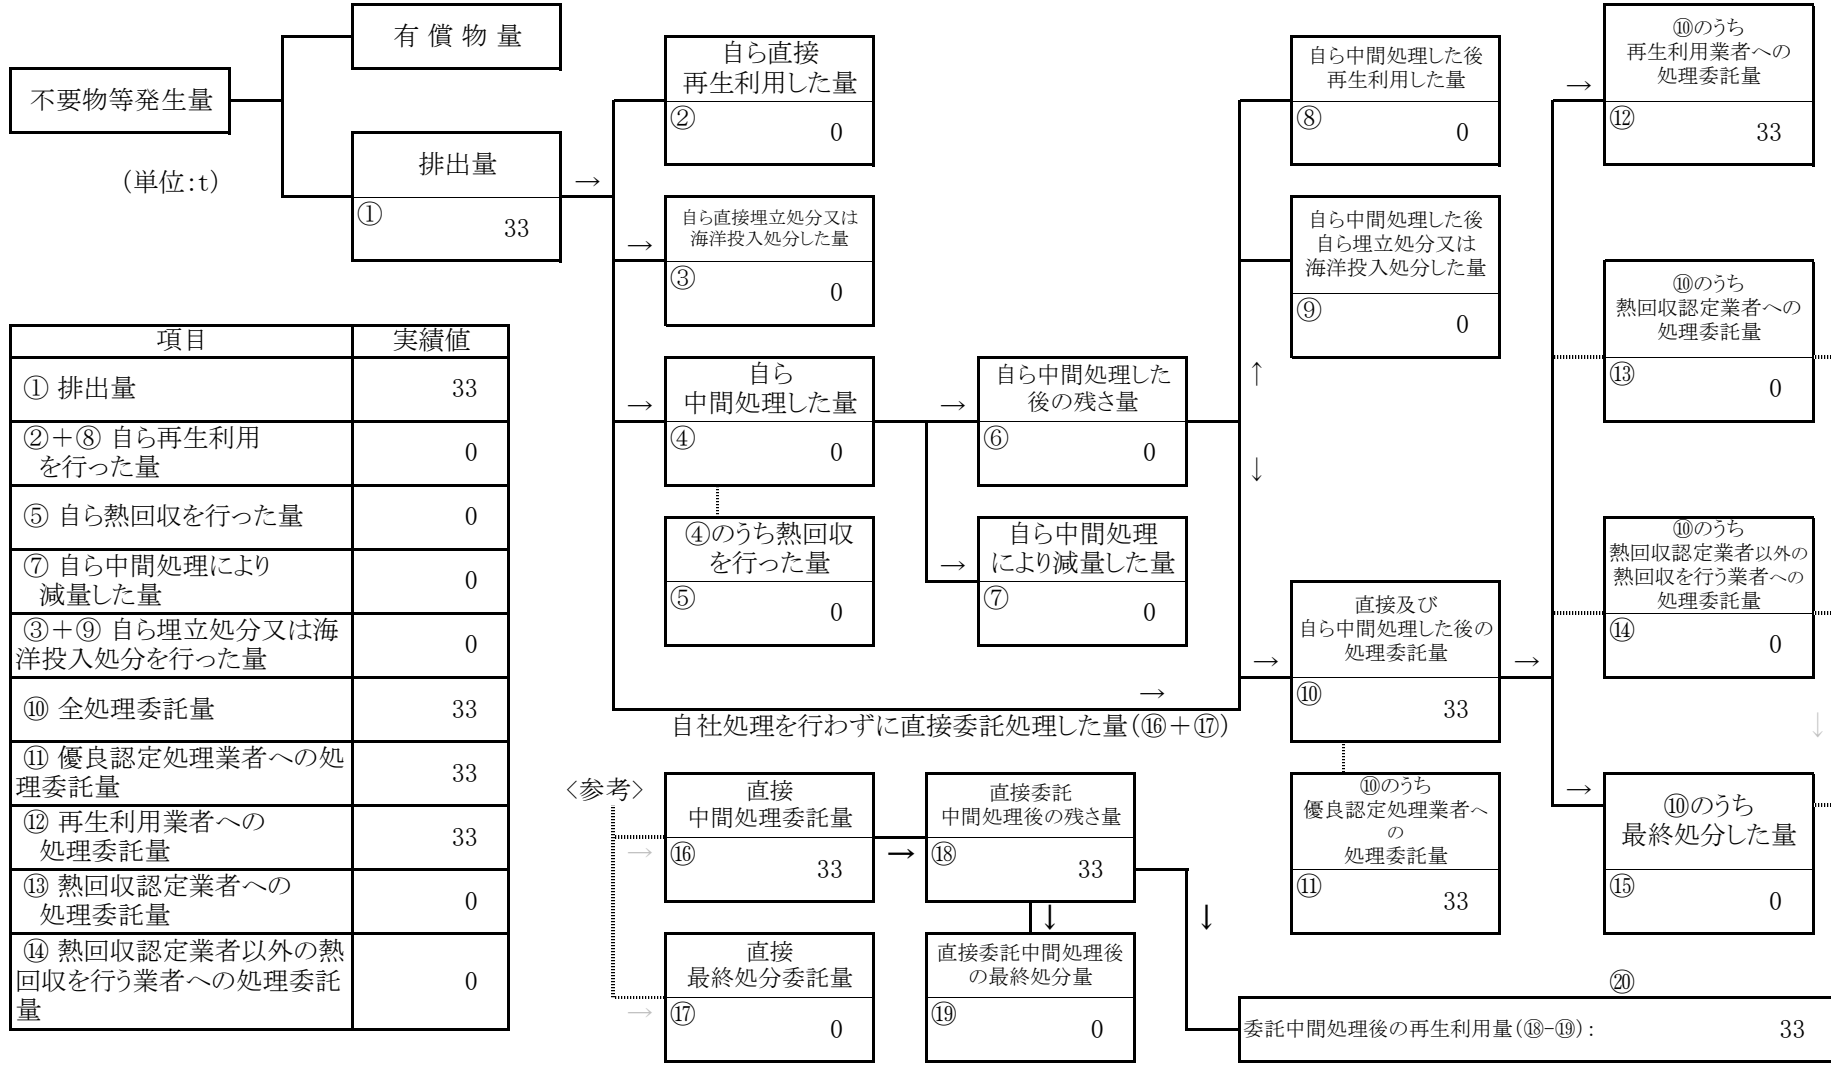 不要物等発生量
(単位:t)
有 償 物 量
排出量
①
33
→
自ら直接
再生利用した量
②
0
→
自ら直接埋立処分又は
海洋投入処分した量
③
0
→
自ら
中間処理した量
④
0
④のうち熱回収
を行った量
⑤
0
→
自ら中間処理した
後の残さ量
⑥
0
→
自ら中間処理
により減量した量
⑦
0
自ら中間処理した後
再生利用した量
⑧
0
自ら中間処理した後
自ら埋立処分又は
海洋投入処分した量
⑨
0
↑
↓
→
自社処理を行わずに直接委託処理した量(⑯+⑰)
→
直接及び
自ら中間処理した後の
処理委託量
⑩
33
→
⑩のうち
優良認定処理業者へ
の
処理委託量
⑪
33
→
⑩のうち
再生利用業者への
処理委託量
⑫
33
⑩のうち
熱回収認定業者への
処理委託量
⑬
0
⑩のうち
熱回収認定業者以外の
熱回収を行う業者への
処理委託量
⑭
0
↓
→
⑩のうち
最終処分した量
⑮
0
項目 実績値
① 排出量 33
②+⑧ 自ら再生利用
を行った量 0
⑤ 自ら熱回収を行った量 0
⑦ 自ら中間処理により
減量した量 0
③+⑨ 自ら埋立処分又は海
洋投入処分を行った量 0
⑩ 全処理委託量 33
⑪ 優良認定処理業者への処
理委託量 33
⑫ 再生利用業者への
処理委託量 33
⑬ 熱回収認定業者への
処理委託量 0
⑭ 熱回収認定業者以外の熱
回収を行う業者への処理委託
量 0
<参考>
→
直接
中間処理委託量
⑯
33
→
直接委託
中間処理後の残さ量
⑱
33
↓
↓
→
直接
最終処分委託量
⑰
0
直接委託中間処理後
の最終処分量
⑲
0
⑳
委託中間処理後の再生利用量(⑱-⑲): 33